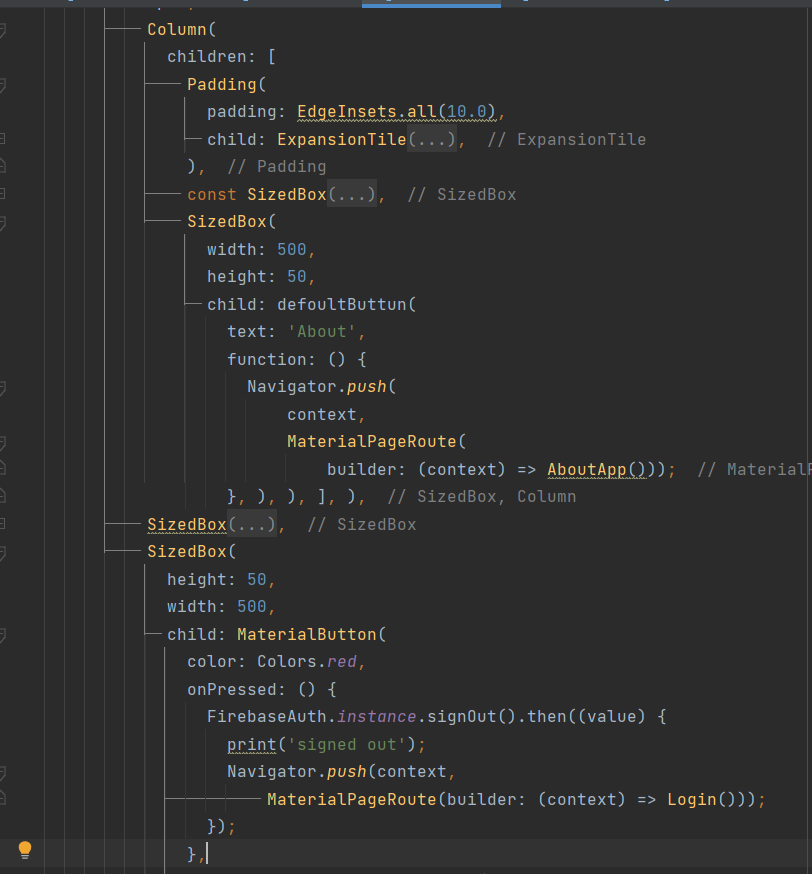 Column(
children: [
Padding(
padding: EdgeInsets.all(10.0),
child: ExpansionTile(...), // ExpansionTile
), // Padding
const SizedBox(...), // SizedBox
SizedBox(
width: 500,
height: 50,
child: defoultButtun(
text: 'About',
function: () {
Navigator.push(
context,
MaterialPageRoute(
builder: (context) => AboutApp())); // Material
}, ), ), ], ), // SizedBox, Column
SizedBox(...), // SizedBox
SizedBox(
height: 50,
width: 500,
child: MaterialButton(
color: Colors.red,
onPressed: () {
FirebaseAuth.instance.signOut().then((value) {
print('signed out');
Navigator.push(context,
MaterialPageRoute(builder: (context) => Login()));
});
},